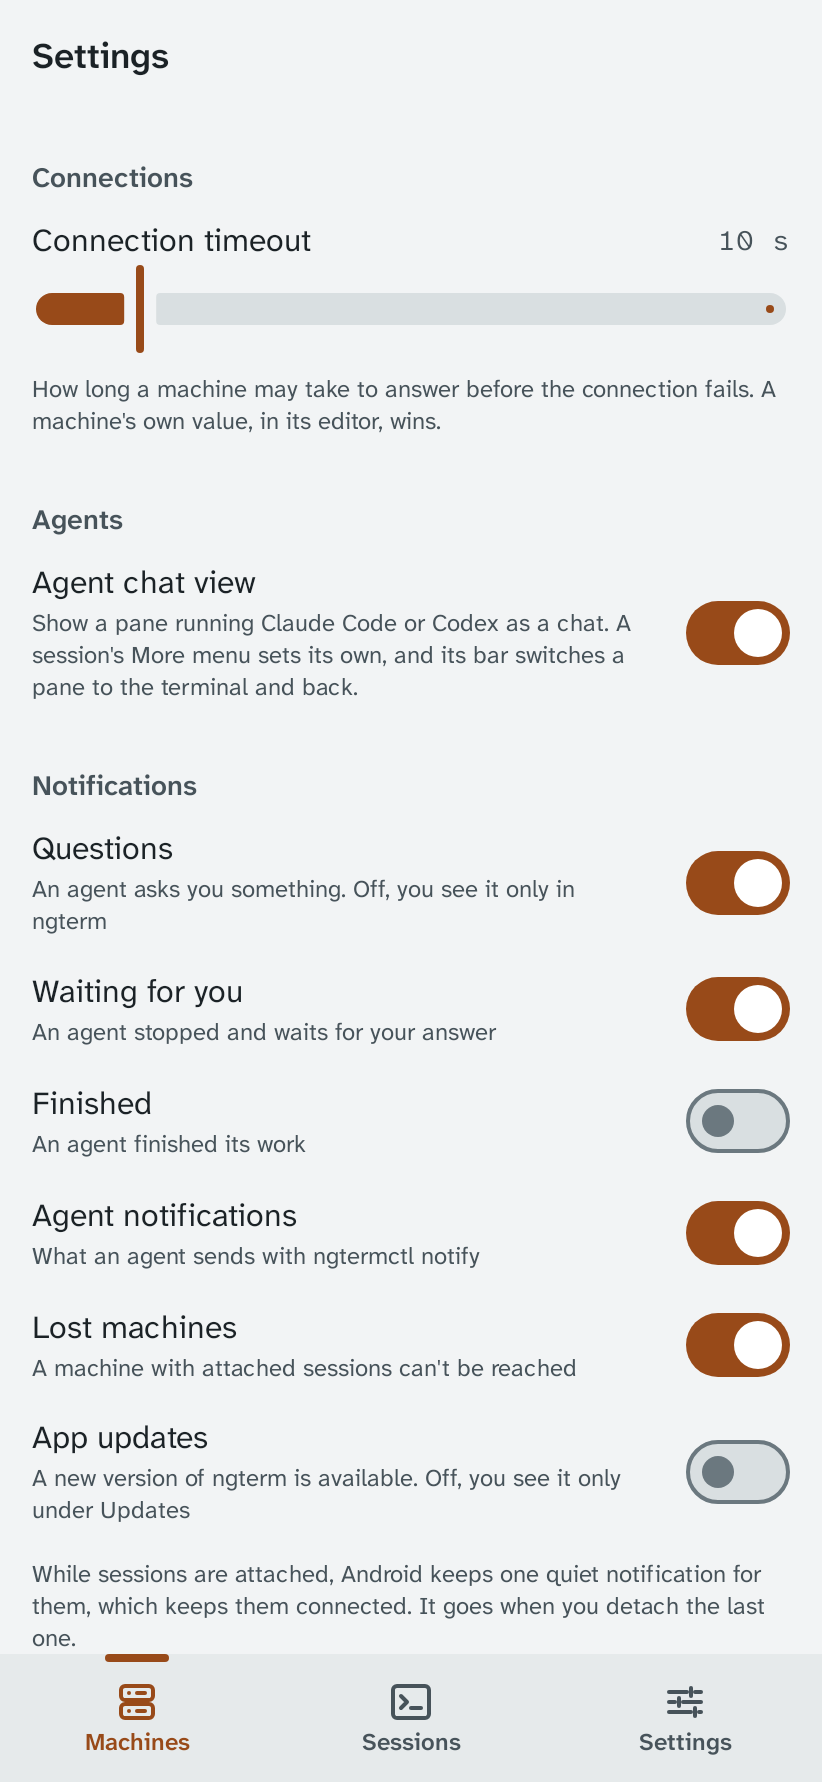 Settings
Connections
Connection timeout 10 s
How long a machine may take to answer before the connection fails. A
machine's own value, in its editor, wins.
Agents
Agent chat view
Show a pane running Claude Code or Codex as a chat. A
session's More menu sets its own, and its bar switches a
pane to the terminal and back.
Notifications
Questions
An agent asks you something. Off, you see it only in
ngterm
Waiting for you
An agent stopped and waits for your answer
Finished
An agent finished its work
Agent notifications
What an agent sends with ngtermctl notify
Lost machines
A machine with attached sessions can't be reached
App updates
A new version of ngterm is available. Off, you see it only
under Updates
While sessions are attached, Android keeps one quiet notification for
them, which keeps them connected. It goes when you detach the last
one.
Machines Sessions Settings